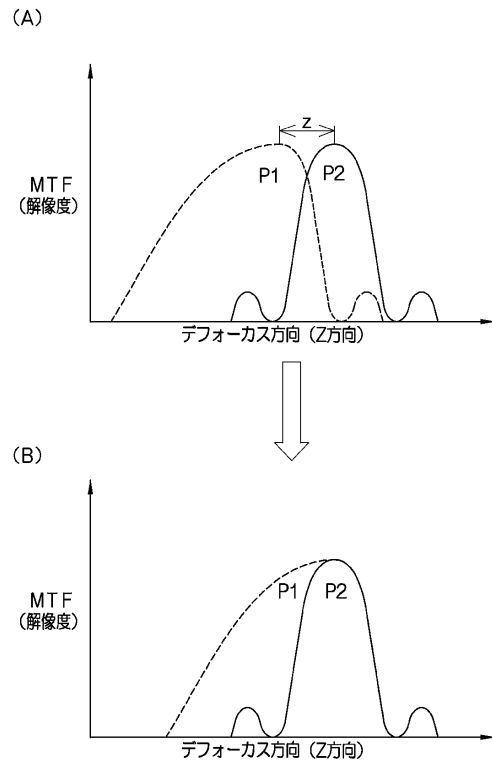 (A)
z
P1 P2
MTF
(解像度)
デフォーカス方向(Z方向)
(B)
P1 P2
MTF
(解像度)
デフォーカス方向(Z方向)